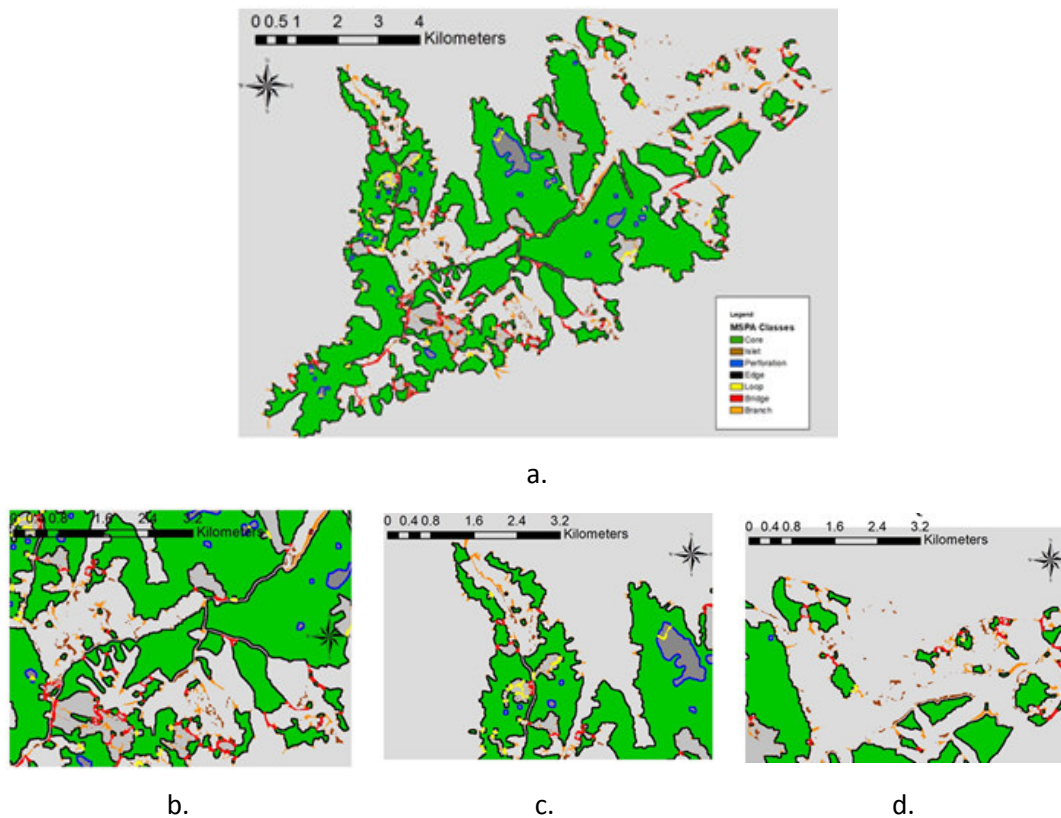 0 0.5 1 2 3 4
Kilometers
Legend
MSPA Classes
Core
Islet
Perforation
Edge
Loop
Bridge
Branch
a.
0.8 1.6 2.4 3.2
Kilometers
0 0.4 0.8 1.6 2.4 3.2
Kilometers
0 0.4 0.8 1.6 2.4 3.2
Kilometers
b. c. d.